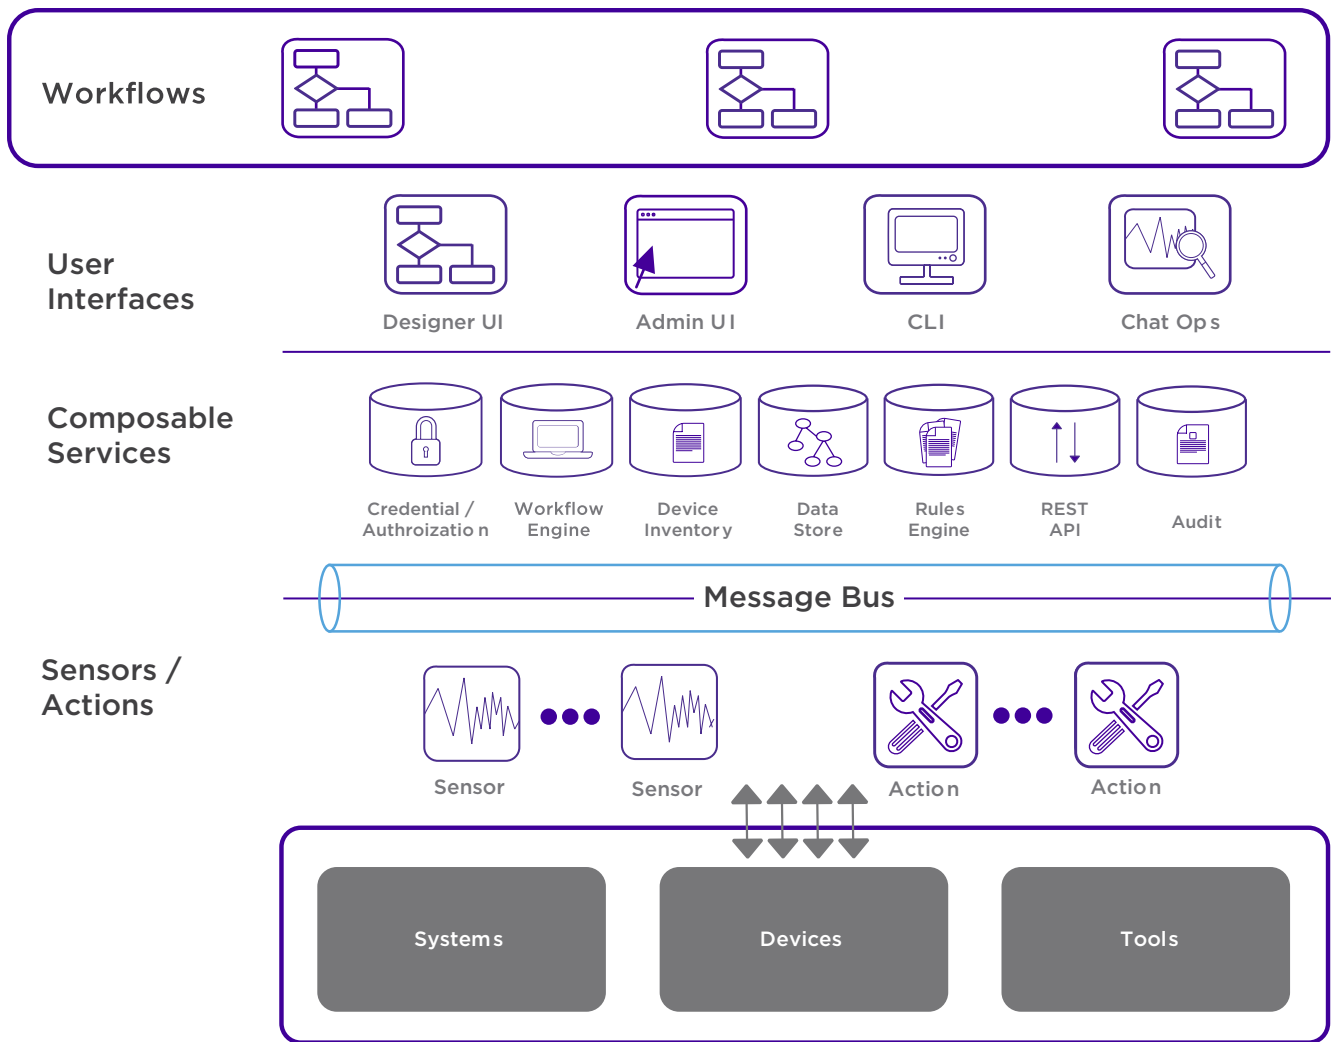 Workflows
User
Interfaces
Designer UI
Admin UI
CLI
Chat Ops
Composable
Services
Credential /
Authroization
Workflow
Engine
Device
Inventory
Data
Store
Rules
Engine
REST
API
Audit
Message Bus
Sensors /
Actions
Sensor
Sensor
Action
Action
Systems
Devices
Tools